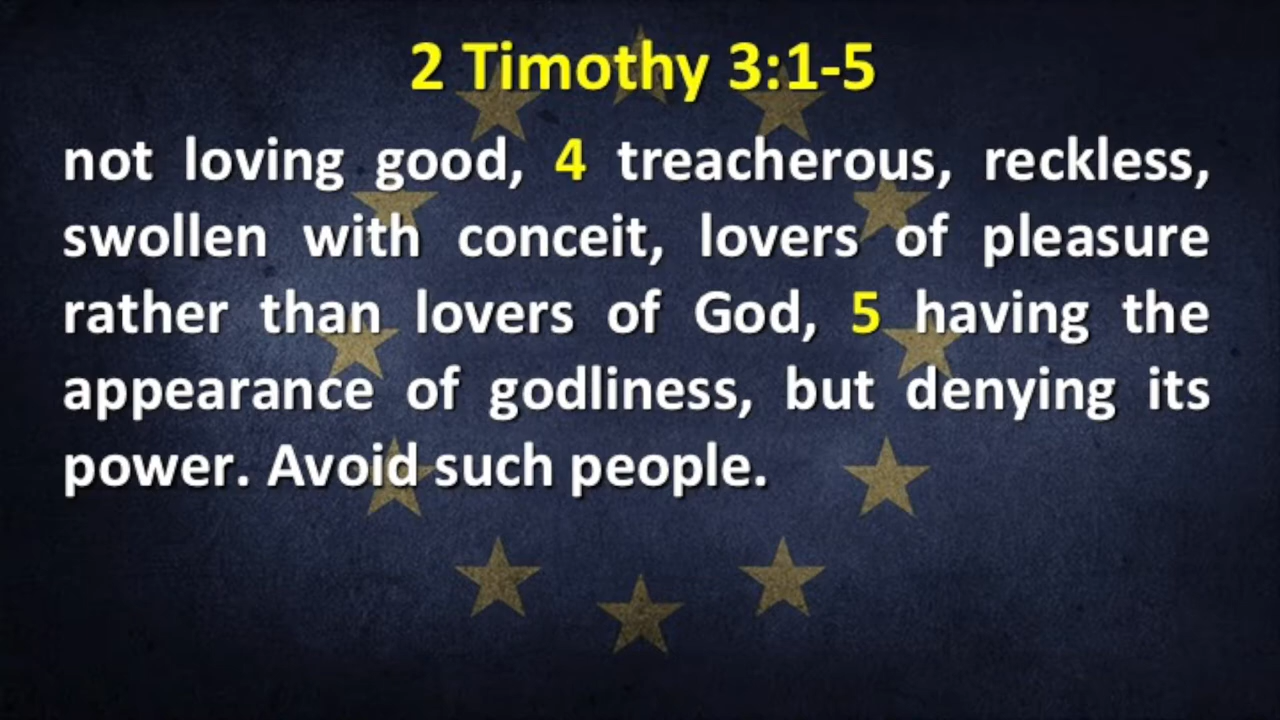 2 Timothy 3:1-5
not loving good, 4 treacherous, reckless,
swollen with conceit, lovers of pleasure
rather than lovers of God, 5 having the
appearance of godliness, but denying its
power. Avoid such people.